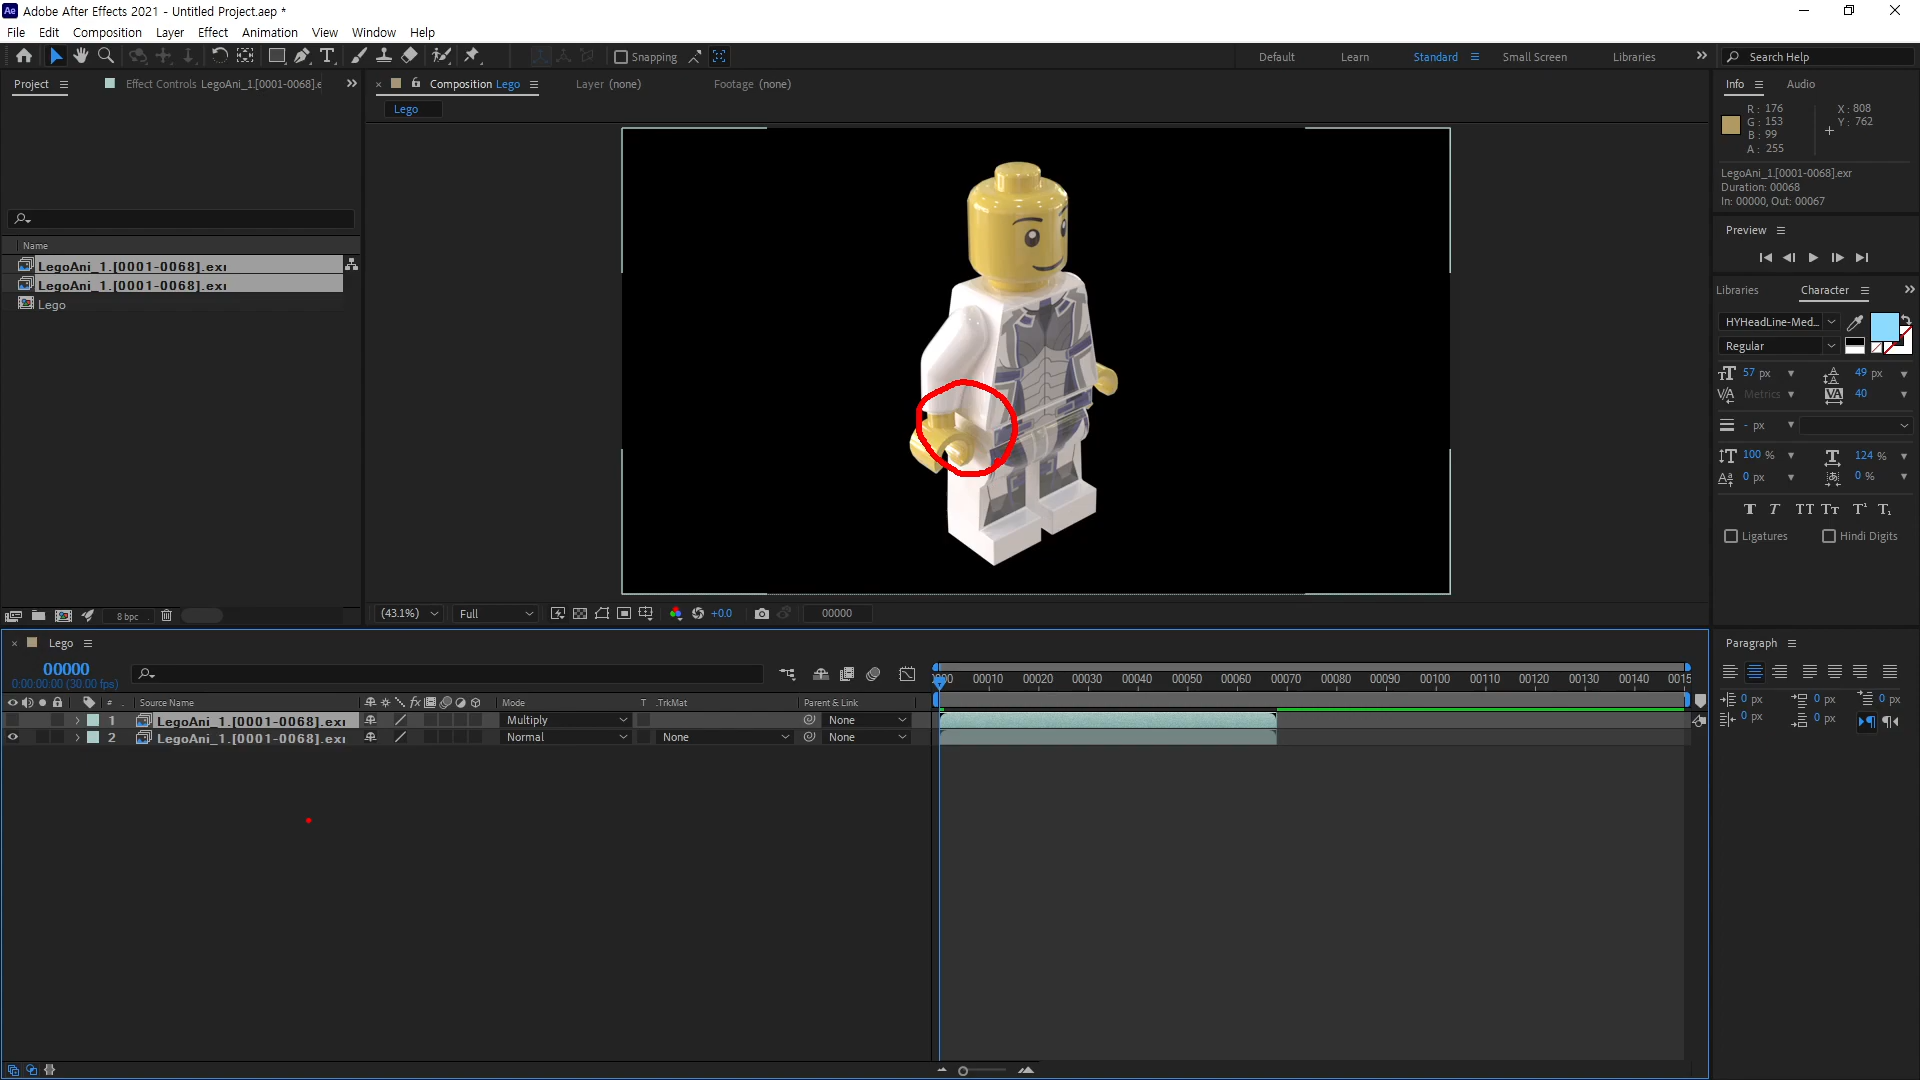 Adobe After Effects 2021 - Untitled Project.aep *
File Edit Composition Layer Effect Animation View Window Help
Snapping
Default Learn Standard Small Screen Libraries
Search Help
Project
Effect Controls LegoAni_1.[0001-0068].e
Name
LegoAni_1.[0001-0068].exr
LegoAni_1.[0001-0068].exr
Lego
8 bpc
Composition Lego
Layer (none)
Footage (none)
Lego
(43.1%)
Full
+0.0
00000
Info Audio
R : 176
G : 153
B : 99
A : 255
X : 808
Y : 762
LegoAni_1.[0001-0068].exr
Duration: 00068
In: 00000, Out: 00067
Preview
Libraries Character
HYHeadLine-Med...
Regular
57 px 49 px
Metrics 40
- px
100 % 124 %
0 px 0 %
Ligatures Hindi Digits
Lego
00000
0:00:00:00 (30.00 fps)
# Source Name Mode T .TrkMat Parent & Link
1 LegoAni_1.[0001-0068].exr Multiply None
2 LegoAni_1.[0001-0068].exr Normal None None
00010 00020 00030 00040 00050 00060 00070 00080 00090 00100 00110 00120 00130 00140 0015
Paragraph
0 px 0 px 0 px
0 px 0 px